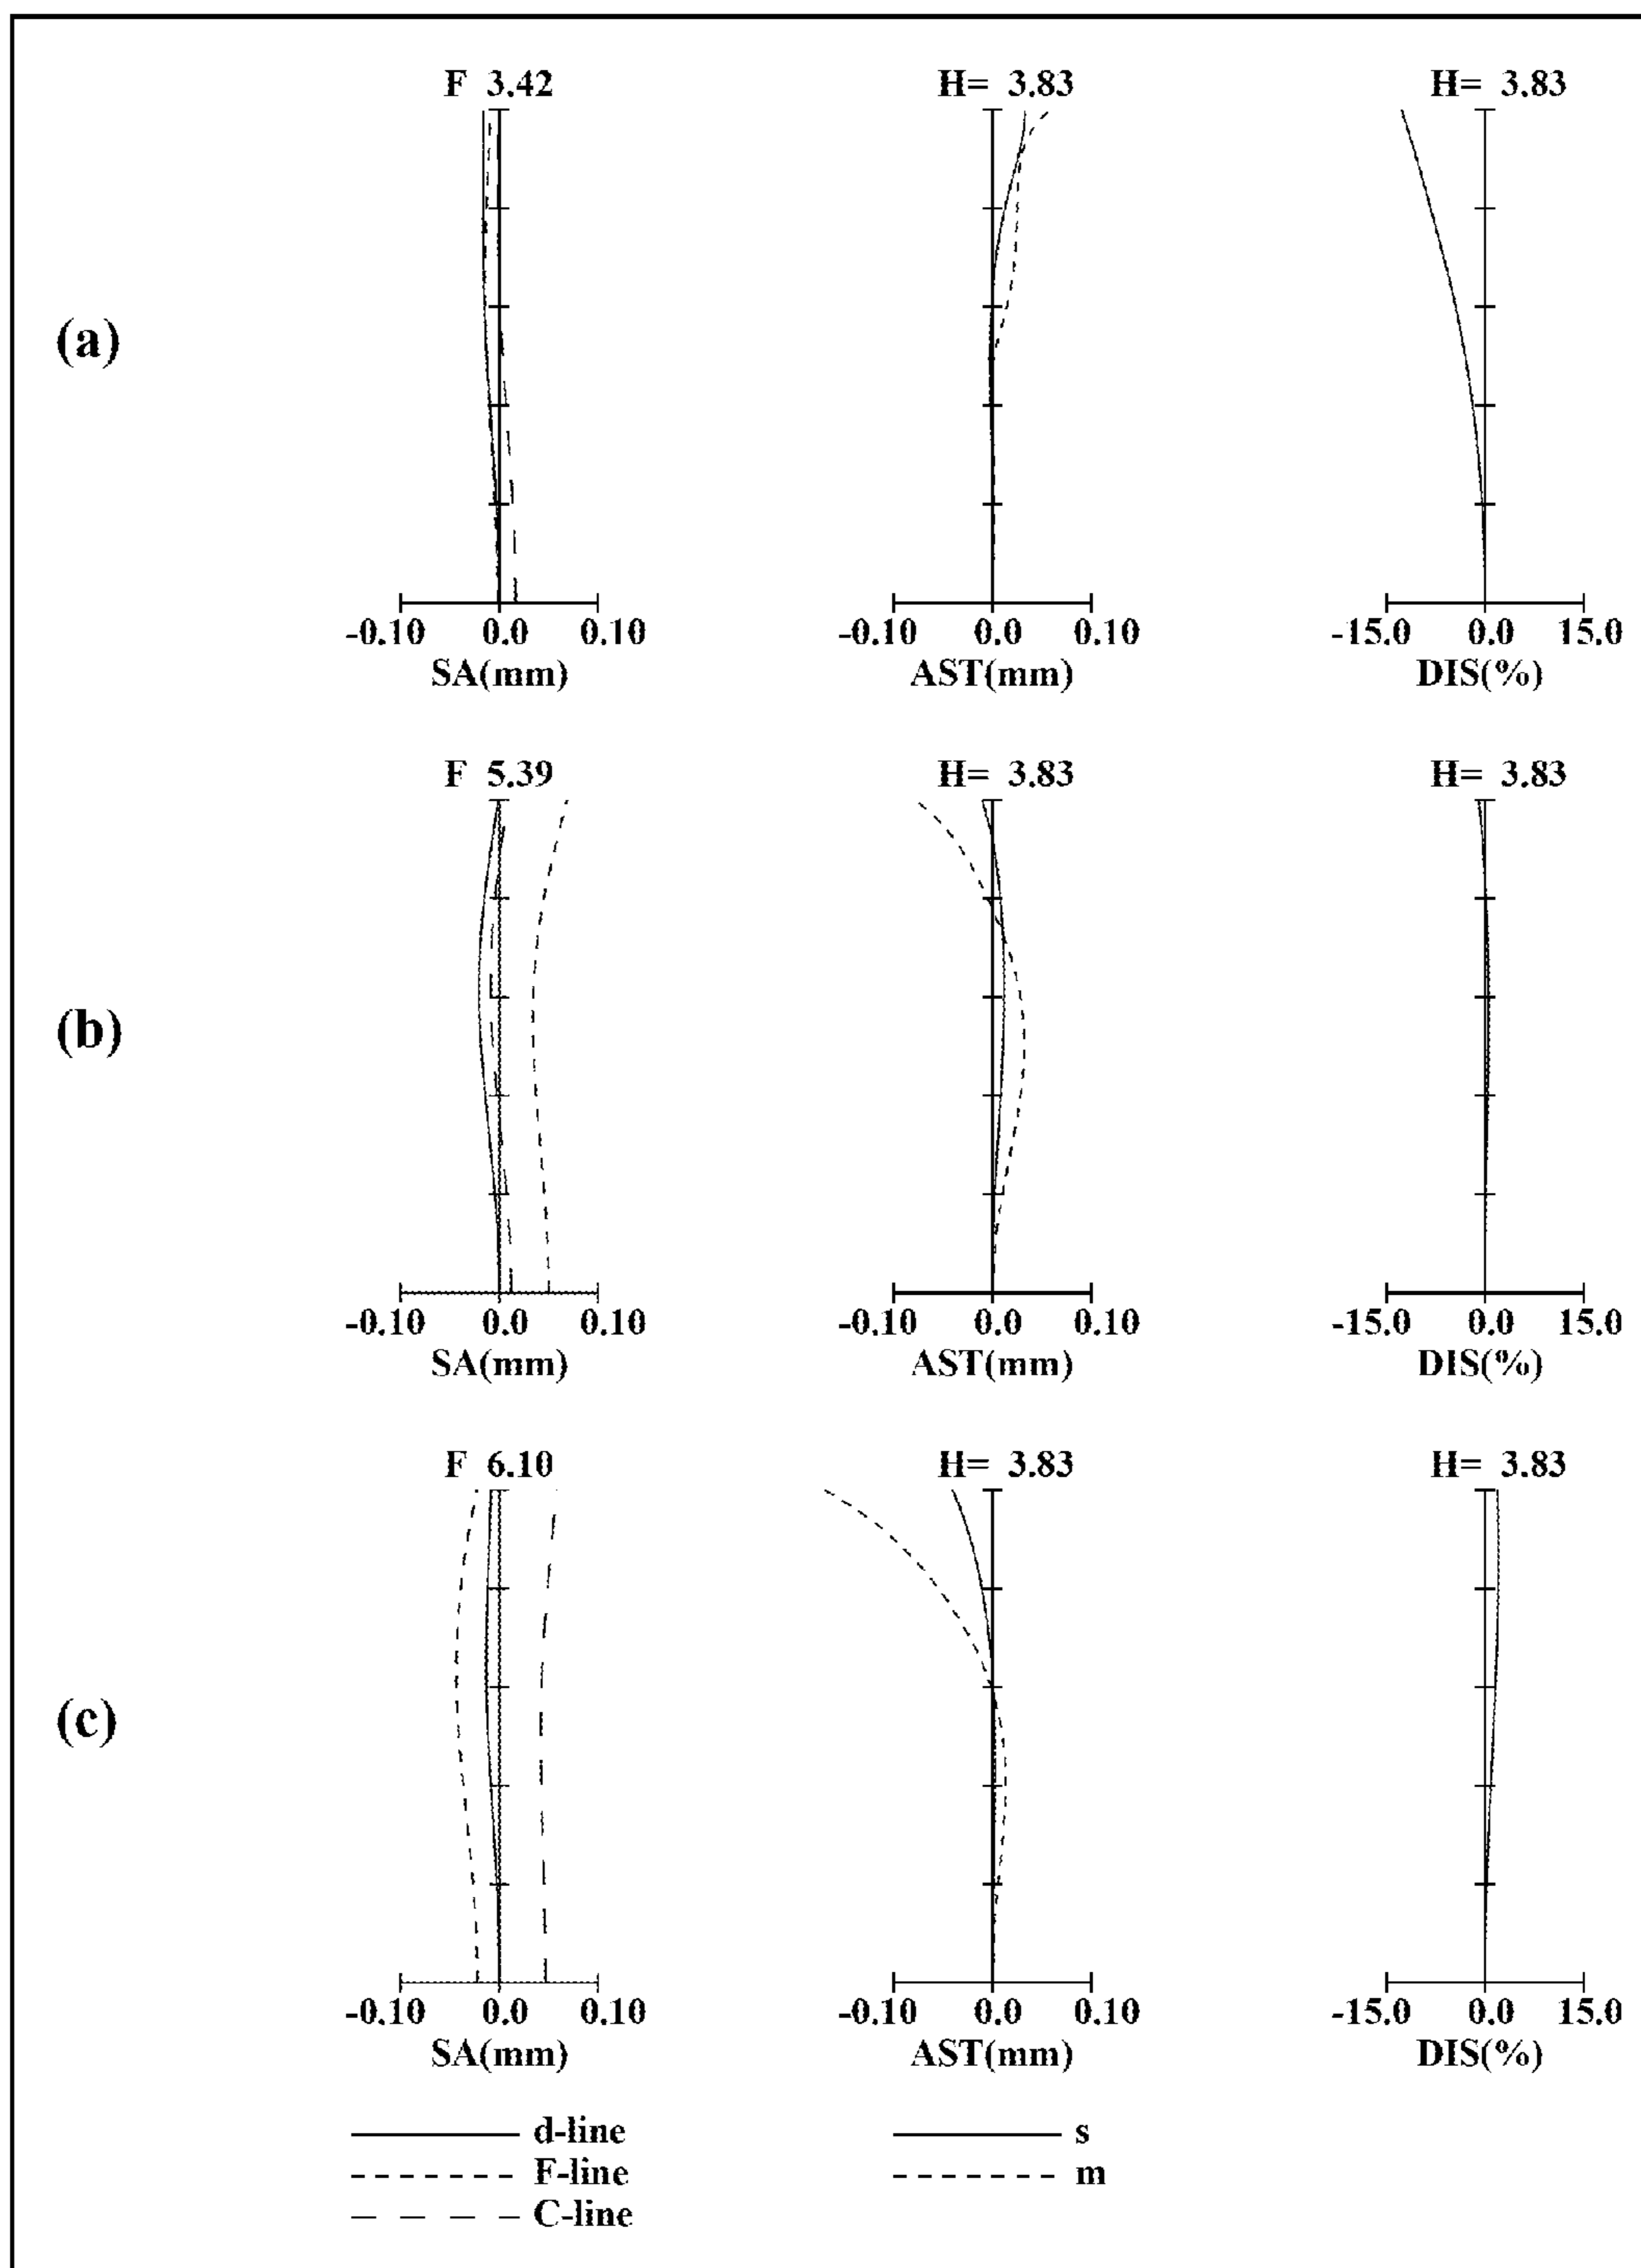 F 3.42 H= 3.83 H= 3.83
(a)
-0.10 0.0 0.10 -0.10 0.0 0.10 -15.0 0.0 15.0
SA(mm) AST(mm) DIS(%)
F 5.39 H= 3.83 H= 3.83
(b)
-0.10 0.0 0.10 -0.10 0.0 0.10 -15.0 0.0 15.0
SA(mm) AST(mm) DIS(%)
F 6.10 H= 3.83 H= 3.83
(c)
-0.10 0.0 0.10 -0.10 0.0 0.10 -15.0 0.0 15.0
SA(mm) AST(mm) DIS(%)
d-line s
F-line m
C-line